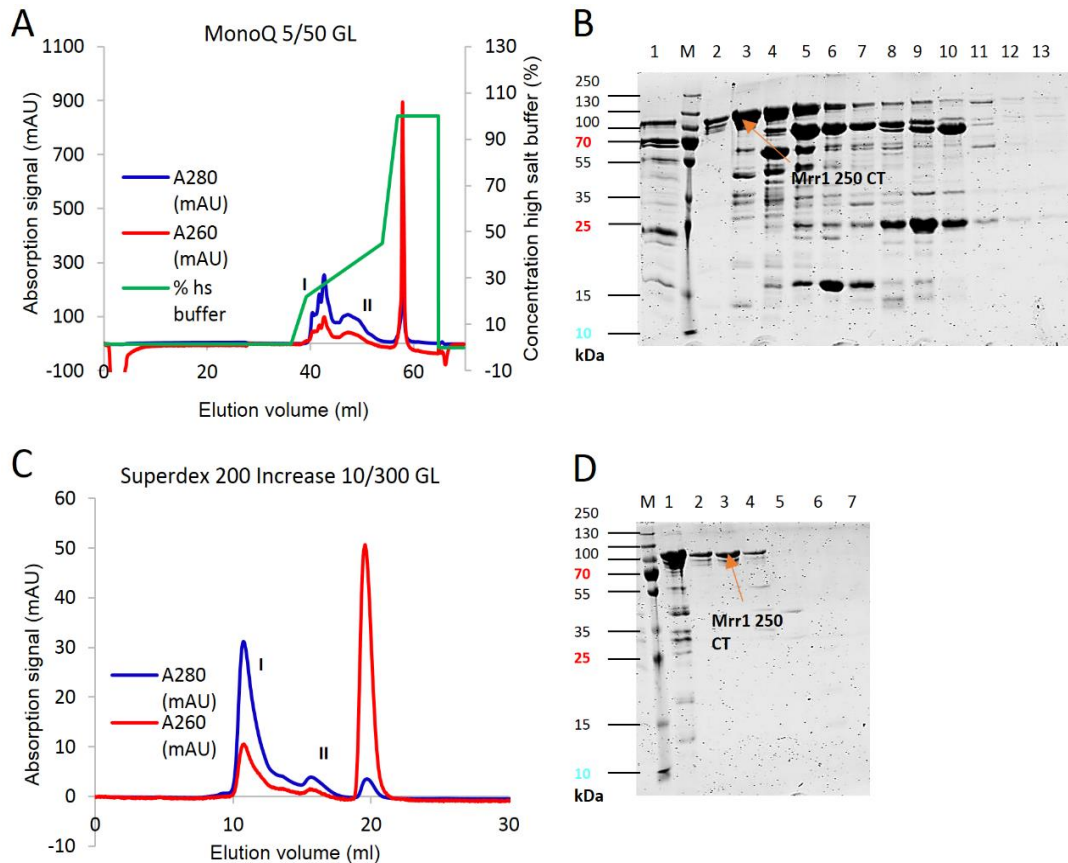 A
MonoQ 5/50 GL
1100
900
700
500
300
100
-100
130
110
90
70
50
30
10
-10
0
20
40
60
Absorption signal (mAU)
Concentration high salt buffer (%)
A280
(mAU)
A260
(mAU)
% hs
buffer
I
II
Elution volume (ml)
B
1 M 2 3 4 5 6 7 8 9 10 11 12 13
250
130
100
70
55
35
25
15
10
kDa
Mrr1 250 CT
C
Superdex 200 Increase 10/300 GL
60
50
40
30
20
10
0
-10
0
10
20
30
Absorption signal (mAU)
A280
(mAU)
A260
(mAU)
I
II
Elution volume (ml)
D
M 1 2 3 4 5 6 7
250
130
100
70
55
35
25
15
10
kDa
Mrr1 250
CT